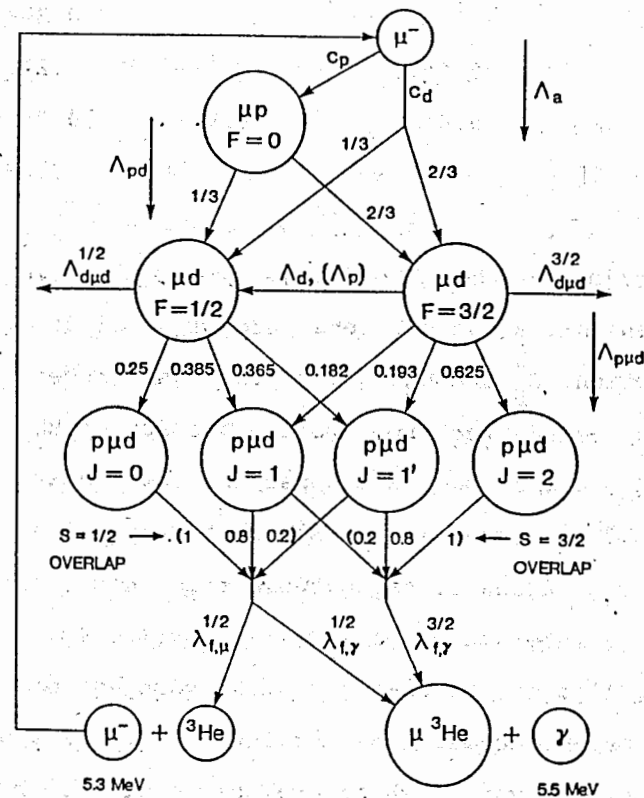 μ⁻
c_p
c_d
Λ_a
μp
F=0
Λ_pd
1/3
2/3
1/3
2/3
Λ^{1/2}_{dμd}
μd
F=1/2
Λ_d, (Λ_p)
μd
F=3/2
Λ^{3/2}_{dμd}
0.25
0.385
0.365
0.182
0.193
0.625
Λ_{pμd}
pμd
J=0
pμd
J=1
pμd
J=1'
pμd
J=2
S = 1/2
OVERLAP
(1
0.8
0.2)
(0.2
0.8
1)
S = 3/2
OVERLAP
λ^{1/2}_{f,μ}
λ^{1/2}_{f,γ}
λ^{3/2}_{f,γ}
μ⁻ + ³He
μ ³He + γ
5.3 MeV
5.5 MeV